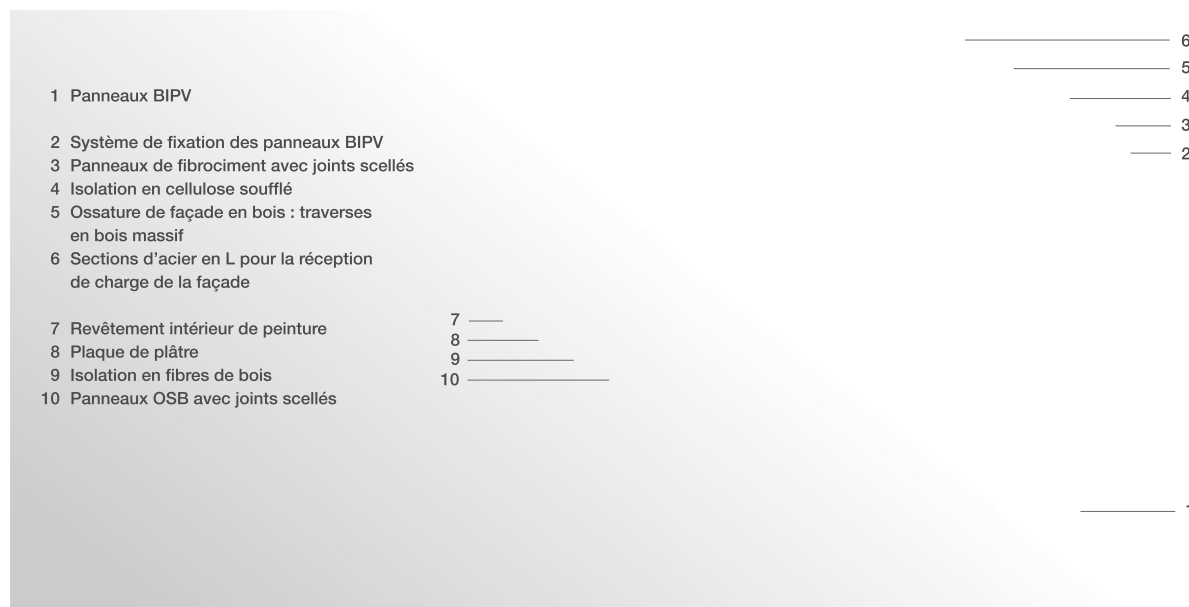 6
5
4
3
2
1 Panneaux BIPV
2 Système de fixation des panneaux BIPV
3 Panneaux de fibrociment avec joints scellés
4 Isolation en cellulose soufflé
5 Ossature de façade en bois : traverses
en bois massif
6 Sections d’acier en L pour la réception
de charge de la façade
7 Revêtement intérieur de peinture
8 Plaque de plâtre
9 Isolation en fibres de bois
10 Panneaux OSB avec joints scellés
7
8
9
10